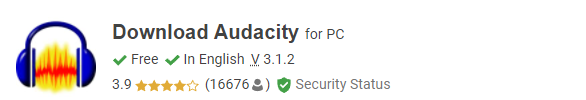 Download Audacity for PC
Free In English V 3.1.2
3.9 (16676) Security Status